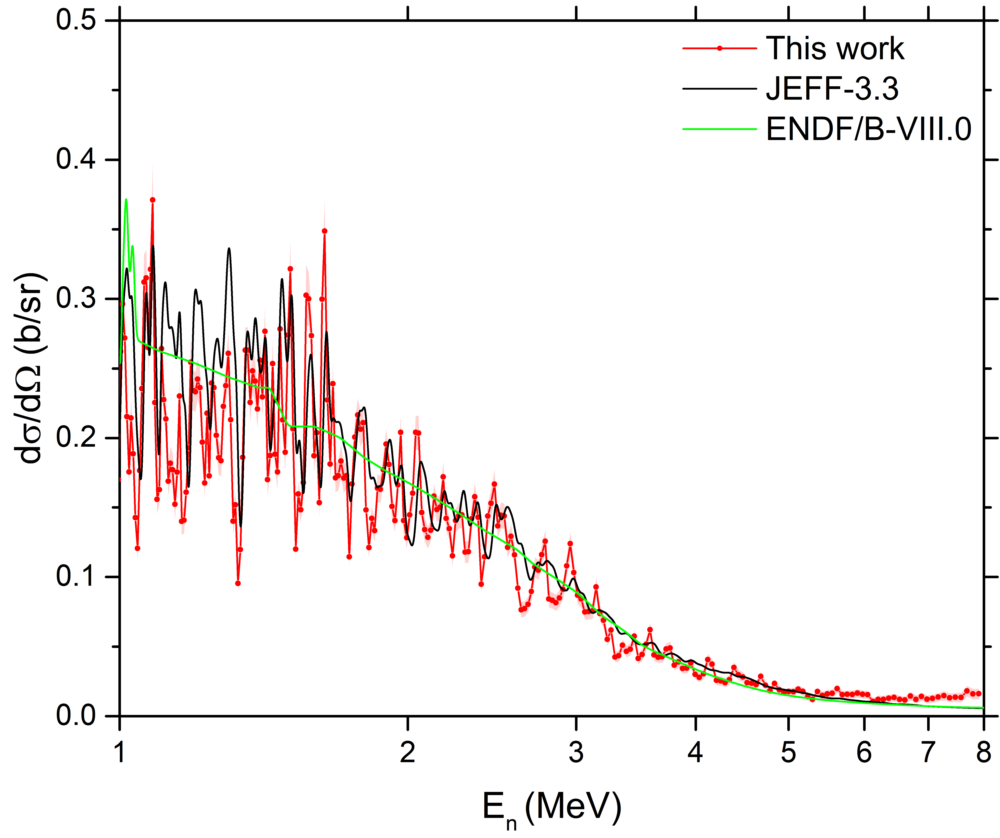 0.5
0.4
0.3
0.2
0.1
0.0
dσ/dΩ (b/sr)
This work
JEFF-3.3
ENDF/B-VIII.0
1 2 3 4 5 6 7 8
En (MeV)